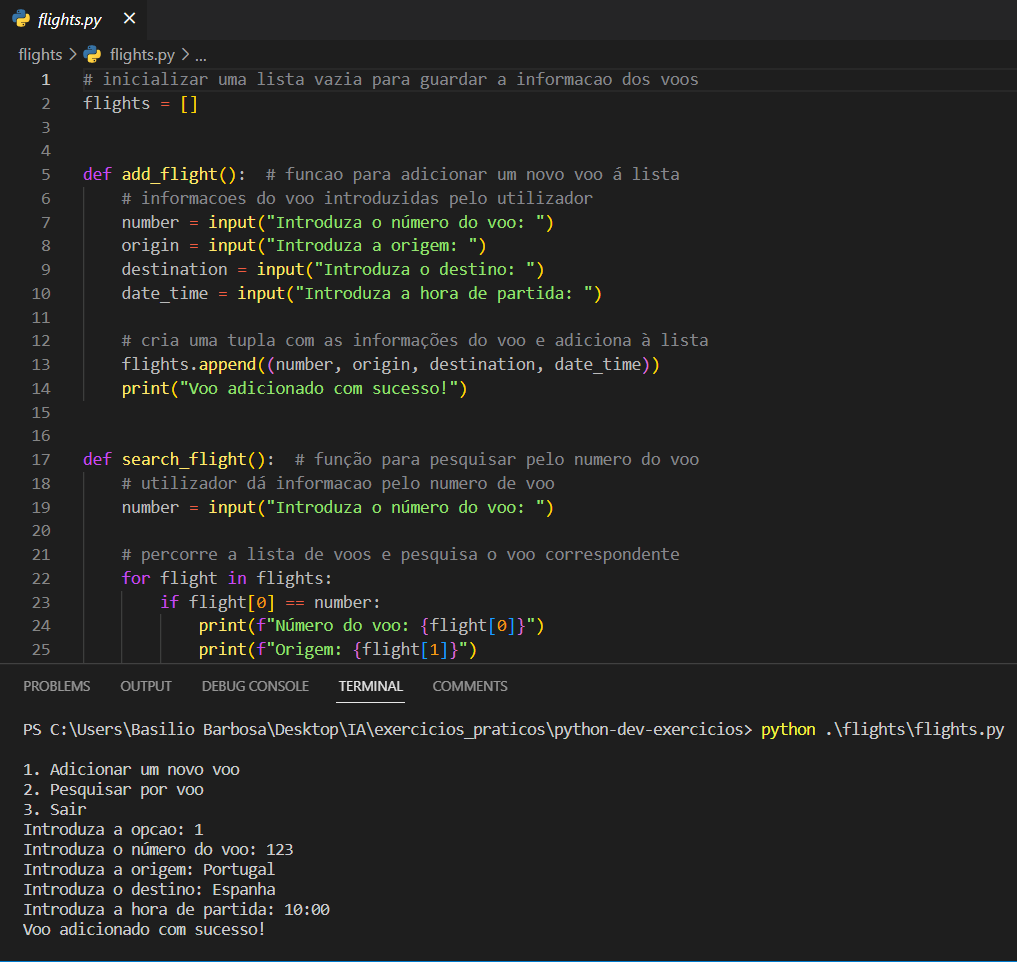 flights.py ×
flights > flights.py > ...
1 # inicializar uma lista vazia para guardar a informacao dos voos
2 flights = []
3
4
5 def add_flight():  # funcao para adicionar um novo voo á lista
6     # informacoes do voo introduzidas pelo utilizador
7     number = input("Introduza o número do voo: ")
8     origin = input("Introduza a origem: ")
9     destination = input("Introduza o destino: ")
10     date_time = input("Introduza a hora de partida: ")
11
12     # cria uma tupla com as informações do voo e adiciona à lista
13     flights.append((number, origin, destination, date_time))
14     print("Voo adicionado com sucesso!")
15
16
17 def search_flight():  # função para pesquisar pelo numero do voo
18     # utilizador dá informacao pelo numero de voo
19     number = input("Introduza o número do voo: ")
20
21     # percorre a lista de voos e pesquisa o voo correspondente
22     for flight in flights:
23         if flight[0] == number:
24             print(f"Número do voo: {flight[0]}")
25             print(f"Origem: {flight[1]}")
PROBLEMS OUTPUT DEBUG CONSOLE TERMINAL COMMENTS
PS C:\Users\Basilio Barbosa\Desktop\IA\exercicios_praticos\python-dev-exercicios> python .\flights\flights.py
1. Adicionar um novo voo
2. Pesquisar por voo
3. Sair
Introduza a opcao: 1
Introduza o número do voo: 123
Introduza a origem: Portugal
Introduza o destino: Espanha
Introduza a hora de partida: 10:00
Voo adicionado com sucesso!